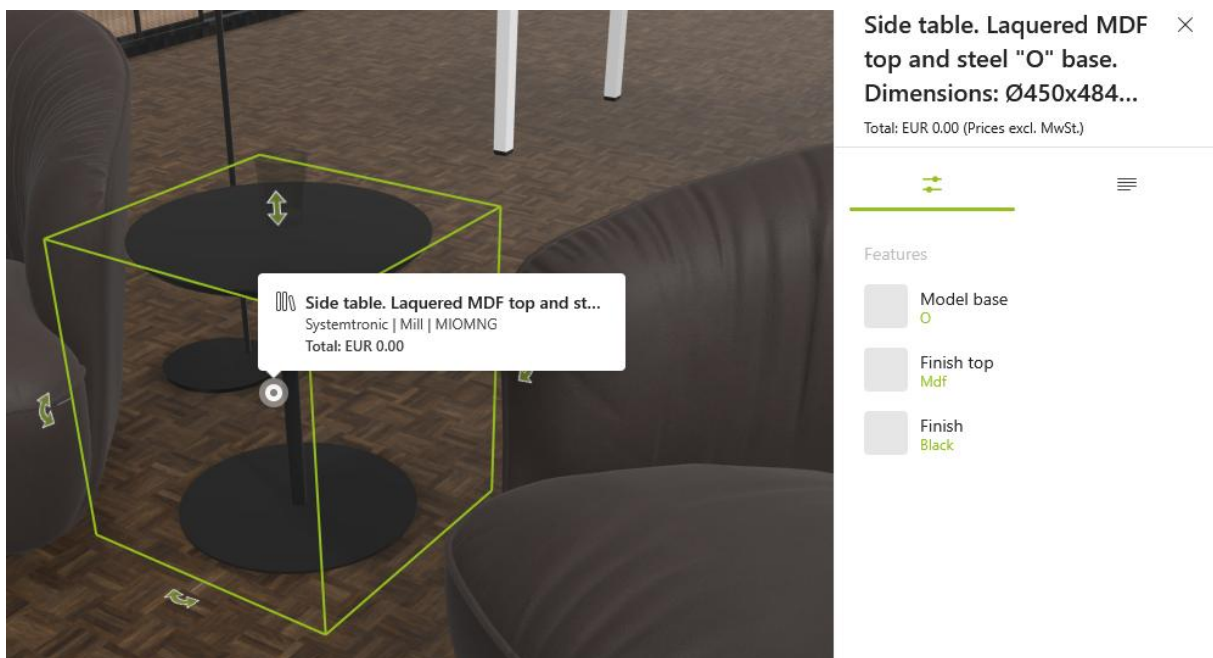 Side table. Laquered MDF
top and steel "O" base.
Dimensions: Ø450x484...
Total: EUR 0.00 (Prices excl. MwSt.)
Features
Model base
O
Finish top
Mdf
Finish
Black
Side table. Laquered MDF top and st...
Systemtronic | Mill | MIOMNG
Total: EUR 0.00